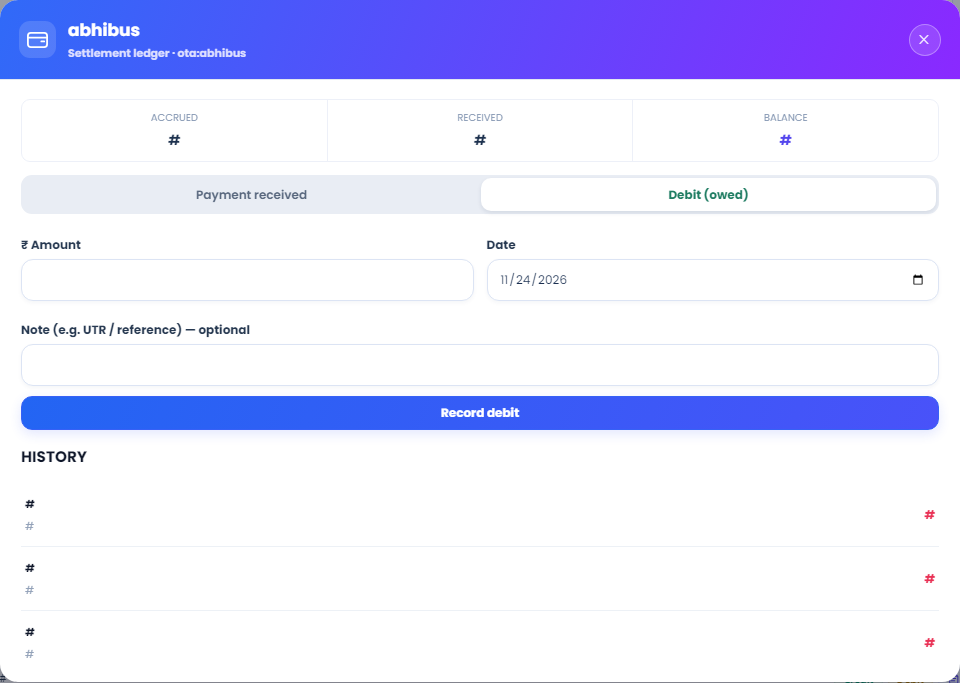 abhibus
Settlement ledger · ota:abhibus
ACCRUED
#
RECEIVED
#
BALANCE
#
Payment received
Debit (owed)
₹ Amount
Date
11/24/2026
Note (e.g. UTR / reference) — optional
Record debit
HISTORY
#
#
#
#
#
#
#
#
#